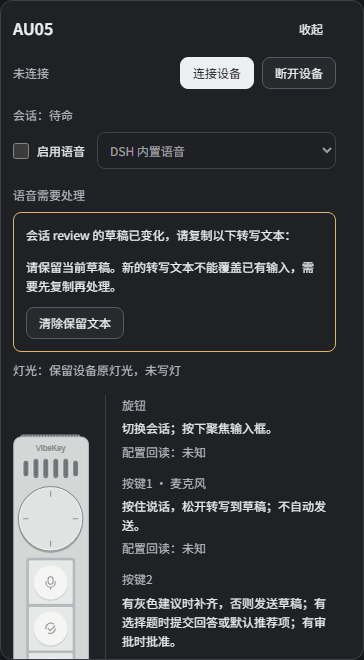 AU05
收起
未连接
连接设备
断开设备
会话：待命
启用语音
DSH 内置语音
语音需要处理
会话 review 的草稿已变化，请复制以下转写文本：
请保留当前草稿。新的转写文本不能覆盖已有输入，需
要先复制再处理。
清除保留文本
灯光：保留设备原灯光，未写灯
VibeKey
旋钮
切换会话；按下聚焦输入框。
配置回读：未知
按键1 · 麦克风
按住说话，松开转写到草稿；不自动发
送。
配置回读：未知
按键2
有灰色建议时补齐，否则发送草稿；有
选择题时提交回答或默认推荐项；有审
批时批准。